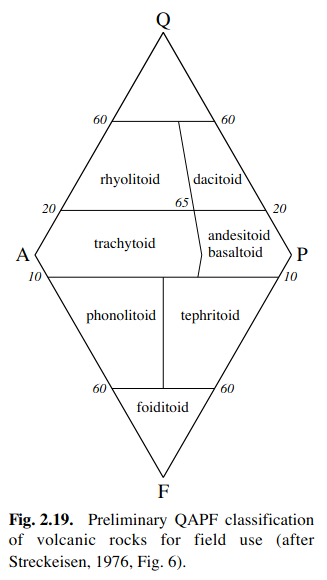 Q
60 60
rhyolitoid dacitoid
20 65 20
trachytoid andesitoid
basaltoid
A P
10 10
phonolitoid tephritoid
60 60
foiditoid
F
Fig. 2.19. Preliminary QAPF classification
of volcanic rocks for field use (after
Streckeisen, 1976, Fig. 6).